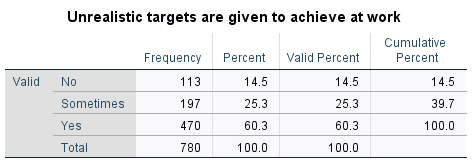 Unrealistic targets are given to achieve at work
Frequency Percent Valid Percent Cumulative Percent
Valid No 113 14.5 14.5 14.5
Sometimes 197 25.3 25.3 39.7
Yes 470 60.3 60.3 100.0
Total 780 100.0 100.0